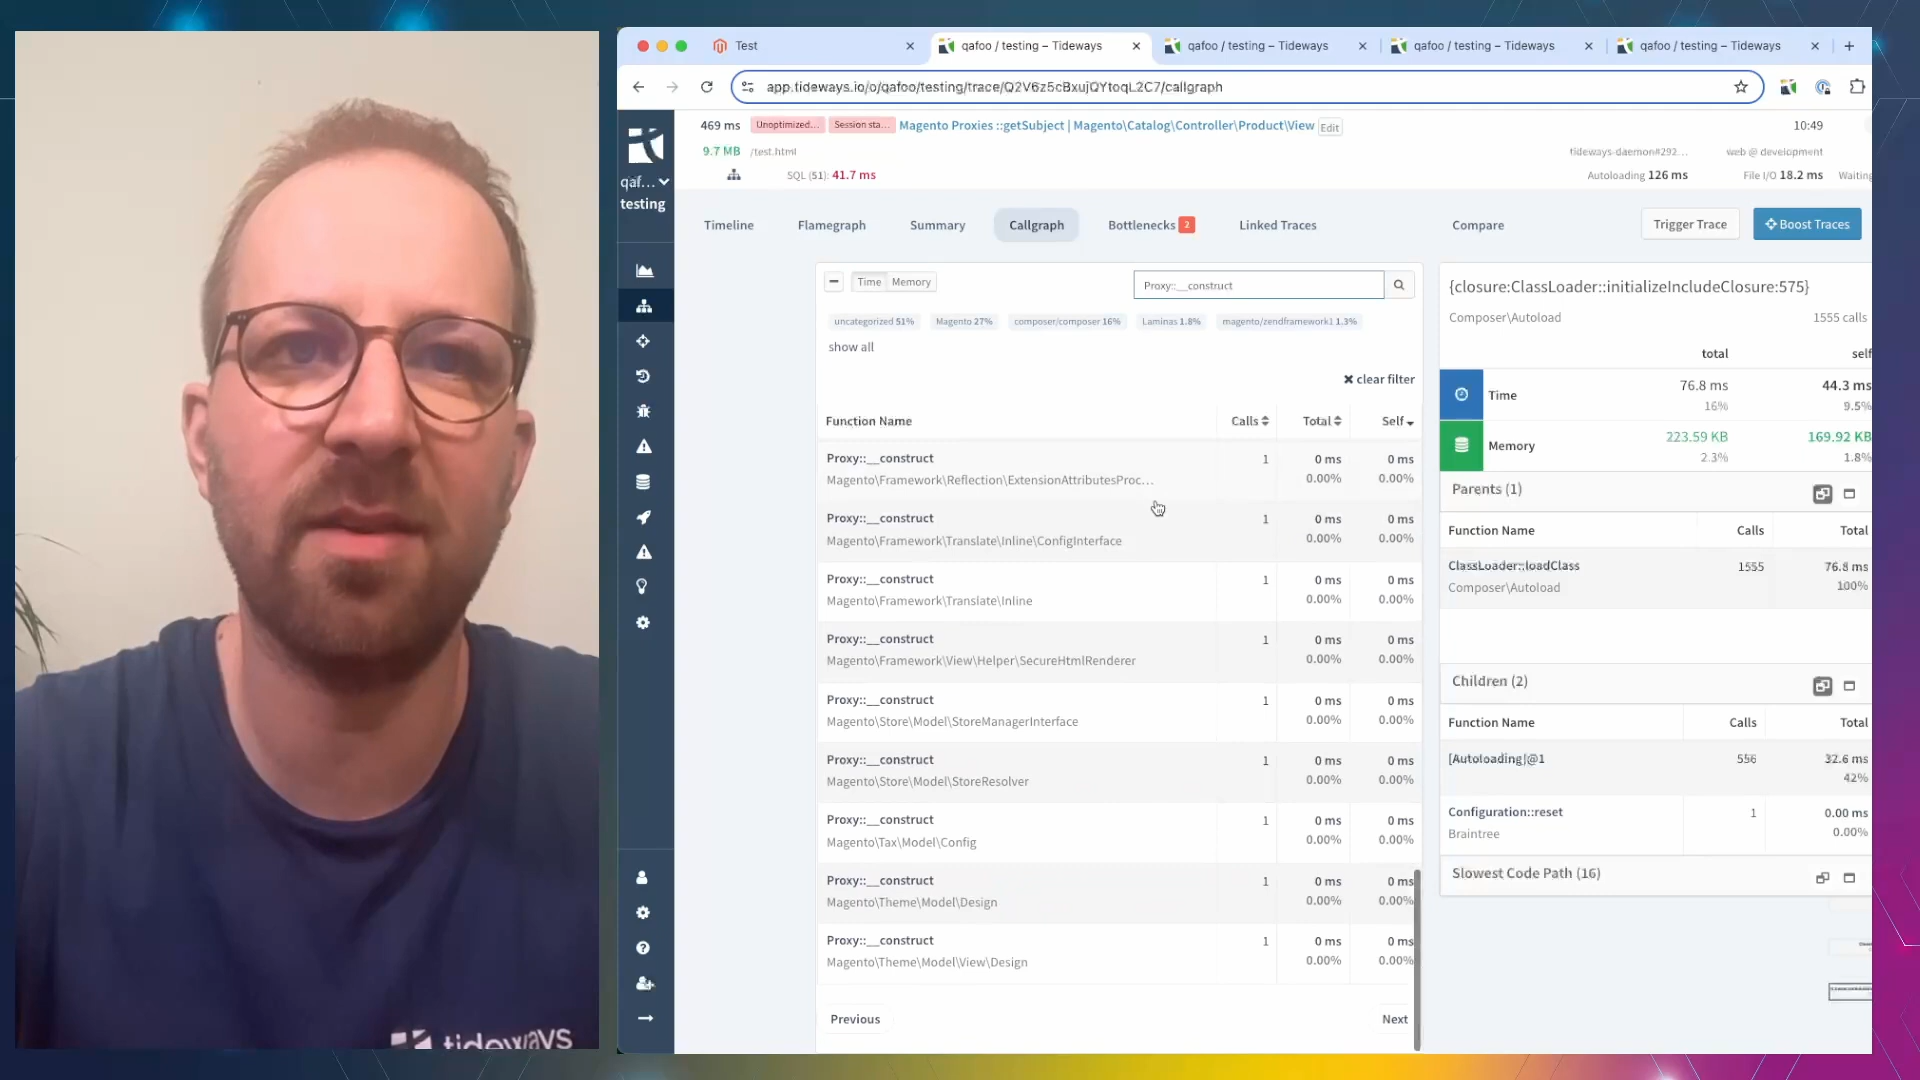 tideways
Test
qafoo / testing – Tideways
qafoo / testing – Tideways
qafoo / testing – Tideways
qafoo / testing – Tideways
app.tideways.io/o/qafoo/testing/trace/Q2V6z5cBxujQYtoqL2C7/callgraph
qaf...
testing
469 ms
Unoptimized...
Session sta...
Magento Proxies ::getSubject | Magento\Catalog\Controller\Product\View
Edit
10:49
9.7 MB
/test.html
tideways-daemon#292...
web @ development
SQL (51): 41.7 ms
Autoloading 126 ms
File I/O 18.2 ms
Waiting
Timeline
Flamegraph
Summary
Callgraph
Bottlenecks 2
Linked Traces
Compare
Trigger Trace
Boost Traces
Time
Memory
Proxy::__construct
uncategorized 51%
Magento 27%
composer/composer 16%
Laminas 1.8%
magento/zendframework1 1.3%
show all
clear filter
Function Name
Calls
Total
Self
Proxy::__construct
1
0 ms
0 ms
Magento\Framework\Reflection\ExtensionAttributesProc...
0.00%
0.00%
Proxy::__construct
1
0 ms
0 ms
Magento\Framework\Translate\Inline\ConfigInterface
0.00%
0.00%
Proxy::__construct
1
0 ms
0 ms
Magento\Framework\Translate\Inline
0.00%
0.00%
Proxy::__construct
1
0 ms
0 ms
Magento\Framework\View\Helper\SecureHtmlRenderer
0.00%
0.00%
Proxy::__construct
1
0 ms
0 ms
Magento\Store\Model\StoreManagerInterface
0.00%
0.00%
Proxy::__construct
1
0 ms
0 ms
Magento\Store\Model\StoreResolver
0.00%
0.00%
Proxy::__construct
1
0 ms
0 ms
Magento\Tax\Model\Config
0.00%
0.00%
Proxy::__construct
1
0 ms
0 ms
Magento\Theme\Model\Design
0.00%
0.00%
Proxy::__construct
1
0 ms
0 ms
Magento\Theme\Model\View\Design
0.00%
0.00%
Previous
Next
{closure:ClassLoader::initializeIncludeClosure:575}
Composer\Autoload
1555 calls
total
self
Time
76.8 ms
44.3 ms
16%
9.5%
Memory
223.59 KB
169.92 KB
2.3%
1.8%
Parents (1)
Function Name
Calls
Total
ClassLoader::loadClass
1555
76.8 ms
Composer\Autoload
100%
Children (2)
Function Name
Calls
Total
[Autoloading]@1
556
32.6 ms
42%
Configuration::reset
1
0.00 ms
Braintree
0.00%
Slowest Code Path (16)